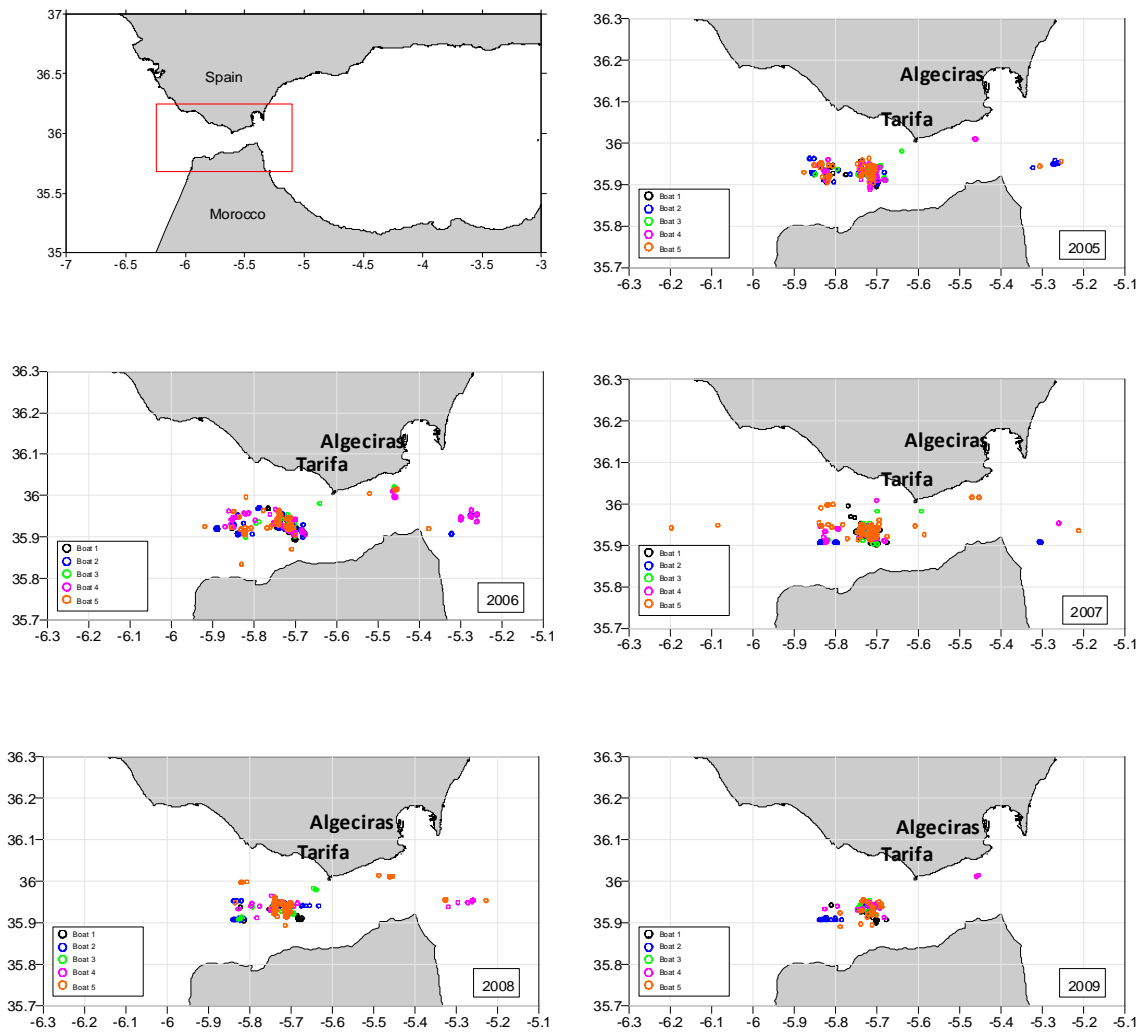 37
36.5
36
35.5
35
Spain
Morocco
-7 -6.5 -6 -5.5 -5 -4.5 -4 -3.5 -3
36.3
36.2
36.1
36
35.9
35.8
35.7
Algeciras
Tarifa
Boat 1
Boat 2
Boat 3
Boat 4
Boat 5
2005
-6.3 -6.2 -6.1 -6 -5.9 -5.8 -5.7 -5.6 -5.5 -5.4 -5.3 -5.2 -5.1
36.3
36.2
36.1
36
35.9
35.8
35.7
Algeciras
Tarifa
Boat 1
Boat 2
Boat 3
Boat 4
Boat 5
2006
-6.3 -6.2 -6.1 -6 -5.9 -5.8 -5.7 -5.6 -5.5 -5.4 -5.3 -5.2 -5.1
36.3
36.2
36.1
36
35.9
35.8
35.7
Algeciras
Tarifa
Boat 1
Boat 2
Boat 3
Boat 4
Boat 5
2007
-6.3 -6.2 -6.1 -6 -5.9 -5.8 -5.7 -5.6 -5.5 -5.4 -5.3 -5.2 -5.1
36.3
36.2
36.1
36
35.9
35.8
35.7
Algeciras
Tarifa
Boat 1
Boat 2
Boat 3
Boat 4
Boat 5
2008
-6.3 -6.2 -6.1 -6 -5.9 -5.8 -5.7 -5.6 -5.5 -5.4 -5.3 -5.2 -5.1
36.3
36.2
36.1
36
35.9
35.8
35.7
Algeciras
Tarifa
Boat 1
Boat 2
Boat 3
Boat 4
Boat 5
2009
-6.3 -6.2 -6.1 -6 -5.9 -5.8 -5.7 -5.6 -5.5 -5.4 -5.3 -5.2 -5.1